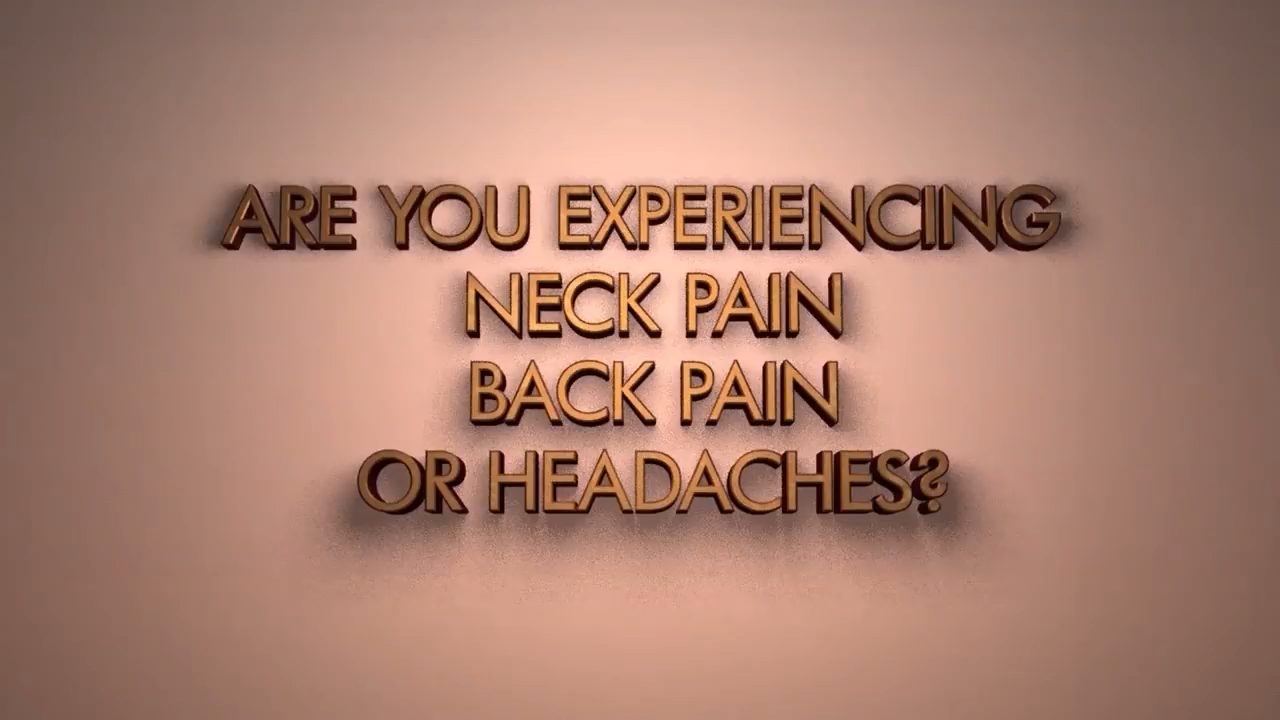 ARE YOU EXPERIENCING
NECK PAIN
BACK PAIN
OR HEADACHES?